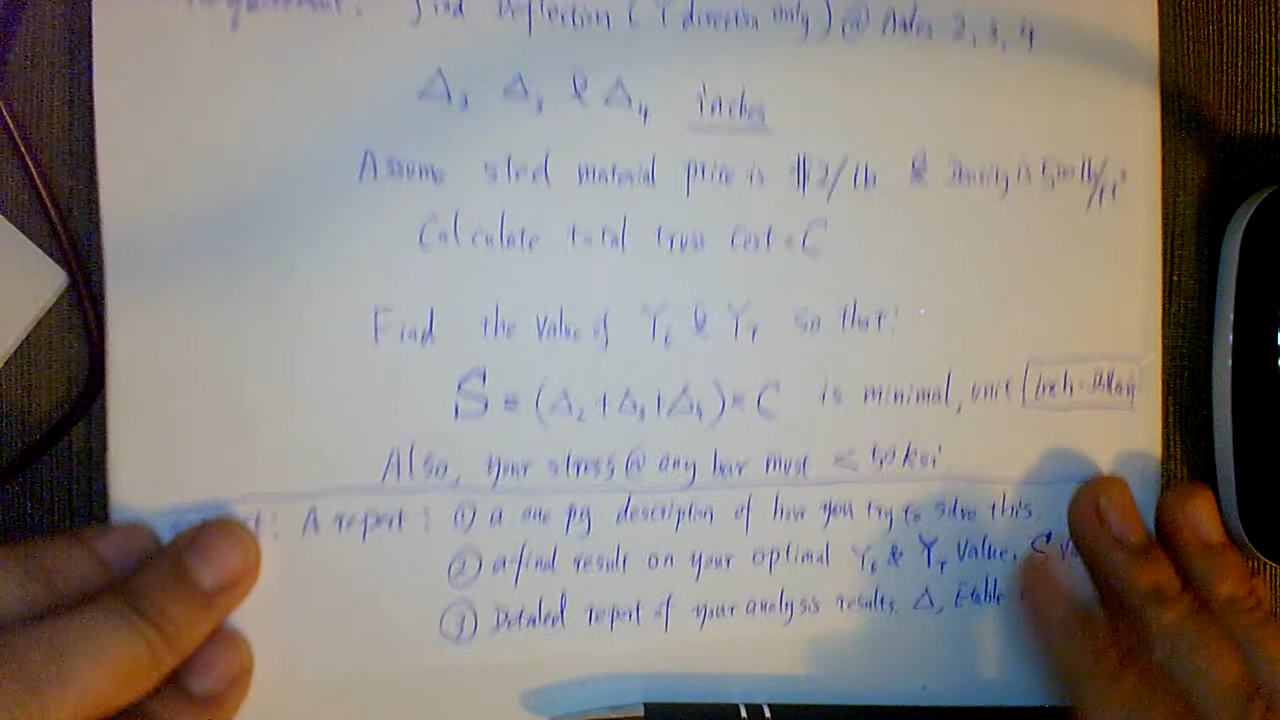 Requirement: Find Deflection (Y direction only) @ Nodes 2, 3, 4
Δ₂ Δ₃ & Δ₄ inches
Assume steel material price is $2/lb & Density is 500 lb/ft³
Calculate total truss cost = C
Find the value of Y₆ & Y₇ so that:
S = (Δ₂+Δ₃+Δ₄)×C is minimal, unit Inch-Dollar
Also, your stress @ any bar must < 50 ksi
A report: ① a one pg description of how you try to solve this
② a final result on your optimal Y₆ & Y₇ value, C
③ Detailed report of your analysis results, Δ, Etable